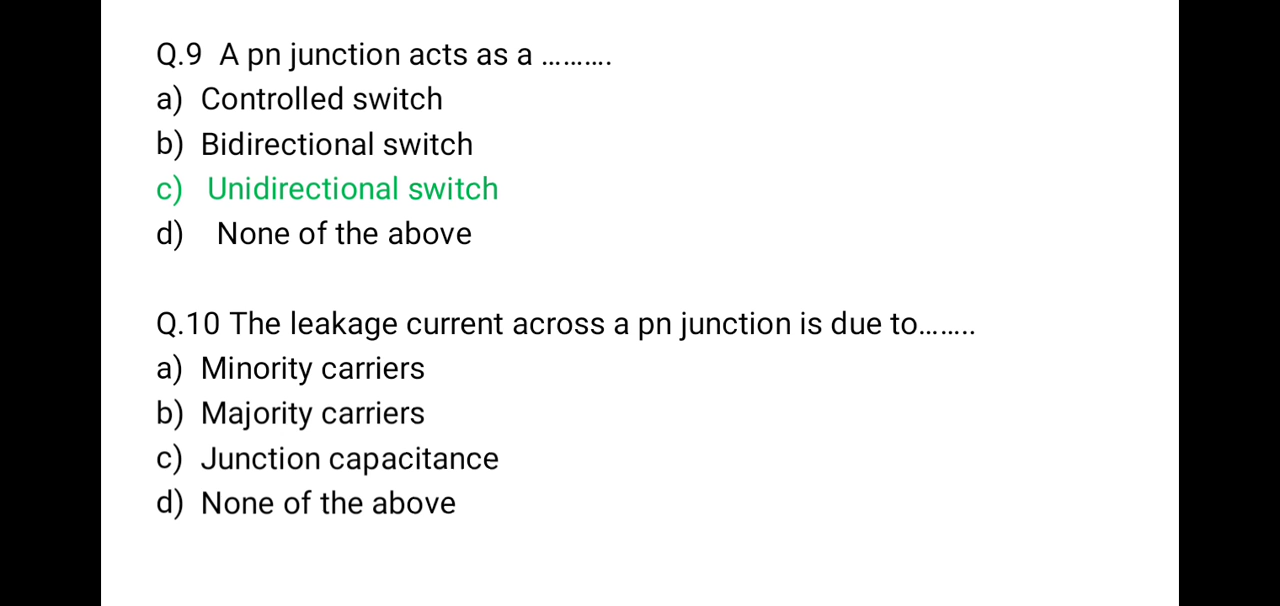 Q.9 A pn junction acts as a ..........
a) Controlled switch
b) Bidirectional switch
c) Unidirectional switch
d) None of the above
Q.10 The leakage current across a pn junction is due to........
a) Minority carriers
b) Majority carriers
c) Junction capacitance
d) None of the above